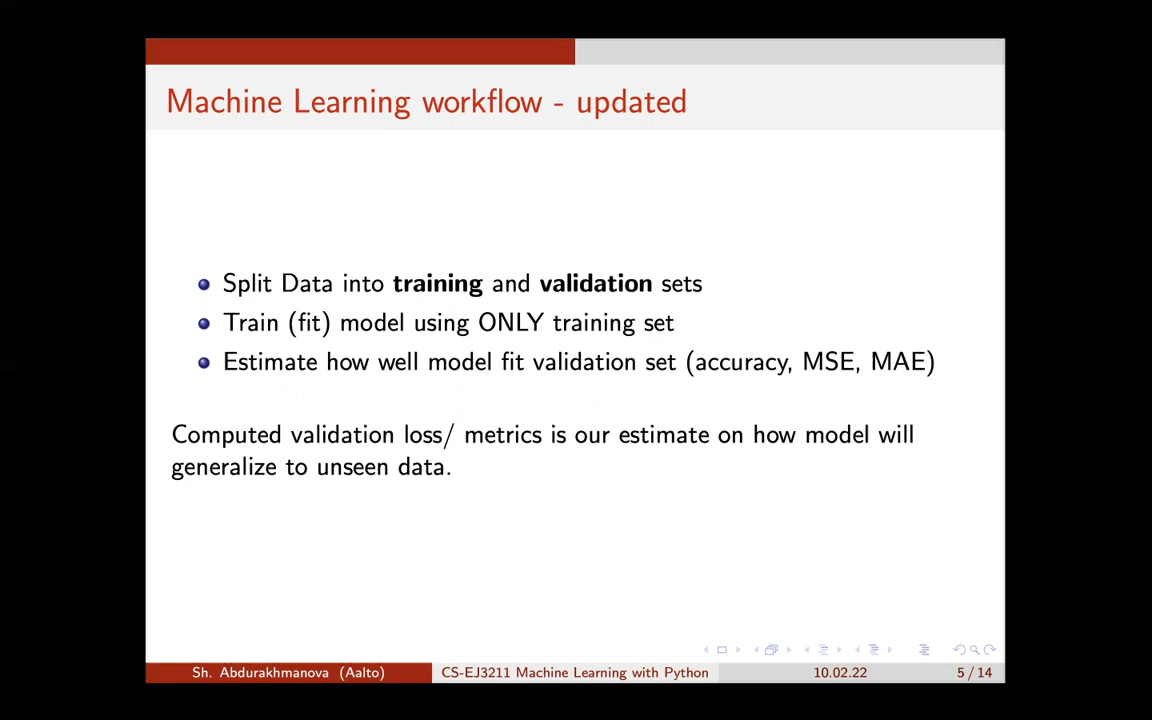 Machine Learning workflow - updated
Split Data into training and validation sets
Train (fit) model using ONLY training set
Estimate how well model fit validation set (accuracy, MSE, MAE)
Computed validation loss/ metrics is our estimate on how model will
generalize to unseen data.
Sh. Abdurakhmanova (Aalto) CS-EJ3211 Machine Learning with Python 10.02.22 5 / 14